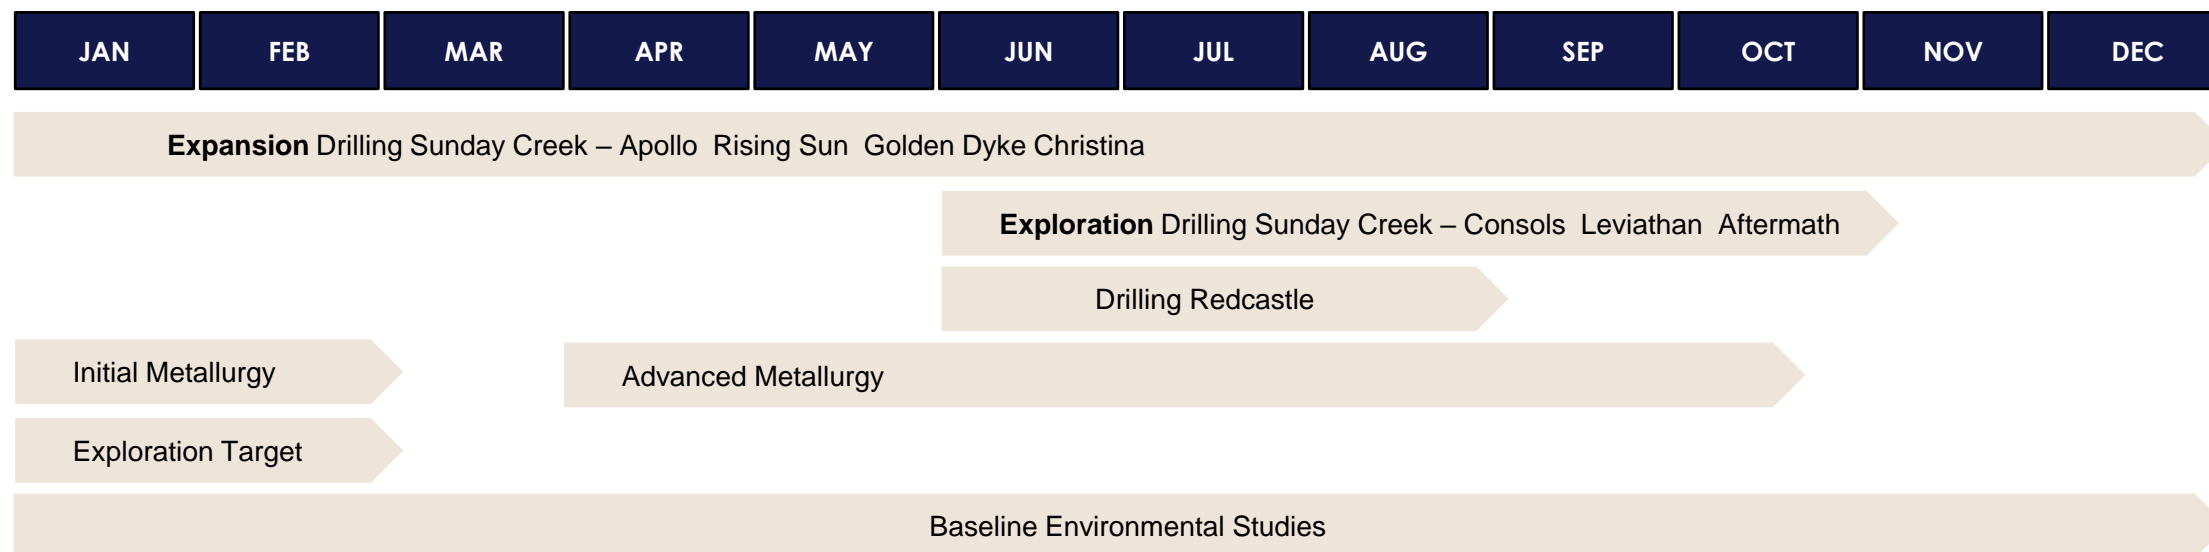 JAN FEB MAR APR MAY JUN JUL AUG SEP OCT NOV DEC
Expansion Drilling Sunday Creek – Apollo Rising Sun Golden Dyke Christina
Exploration Drilling Sunday Creek – Consols Leviathan Aftermath
Drilling Redcastle
Initial Metallurgy
Advanced Metallurgy
Exploration Target
Baseline Environmental Studies